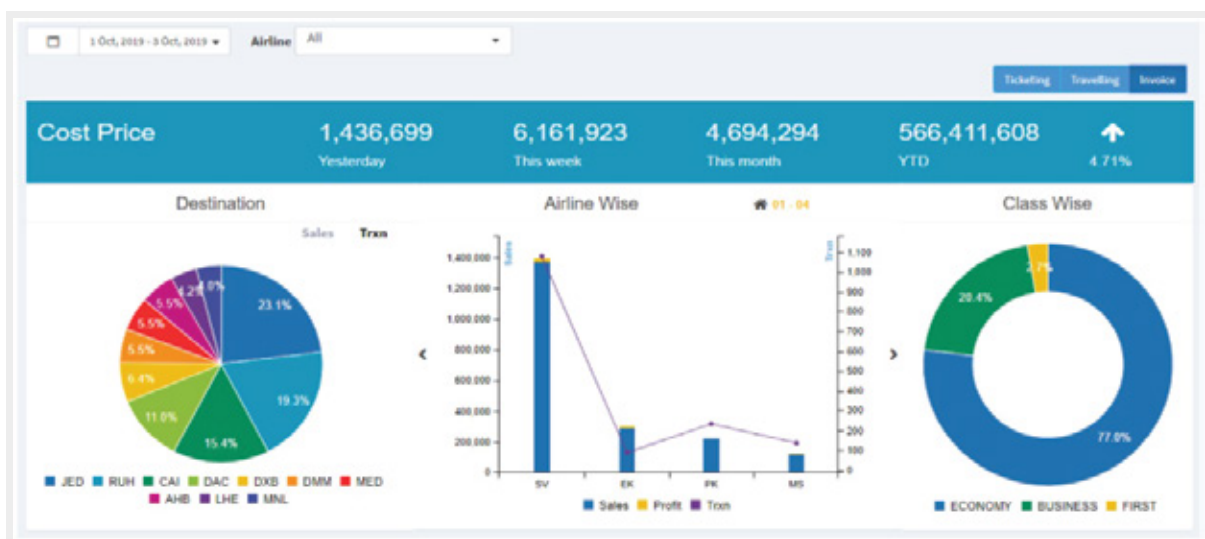 1 Oct, 2019 - 3 Oct, 2019
Airline All
Ticketing Travelling Invoice
Cost Price 1,436,699 6,161,923 4,694,294 566,411,608
Yesterday This week This month YTD 4.71%
Destination Airline Wise 01 - 04 Class Wise
Sales Trxn
23.1%
19.3%
15.4%
11.0%
6.4%
5.5%
5.5%
5.5%
4.2%
4.0%
JED RUH CAI DAC DXB DMM MED
AHB LHE MNL
Sales Trxn
1.400.000
1.200.000
1.000.000
800.000
600.000
400.000
200.000
0
1.100
1.000
900
800
700
600
500
400
300
200
100
0
SV EK PK MS
Sales Profit Trxn
2.7%
20.4%
77.0%
ECONOMY BUSINESS FIRST